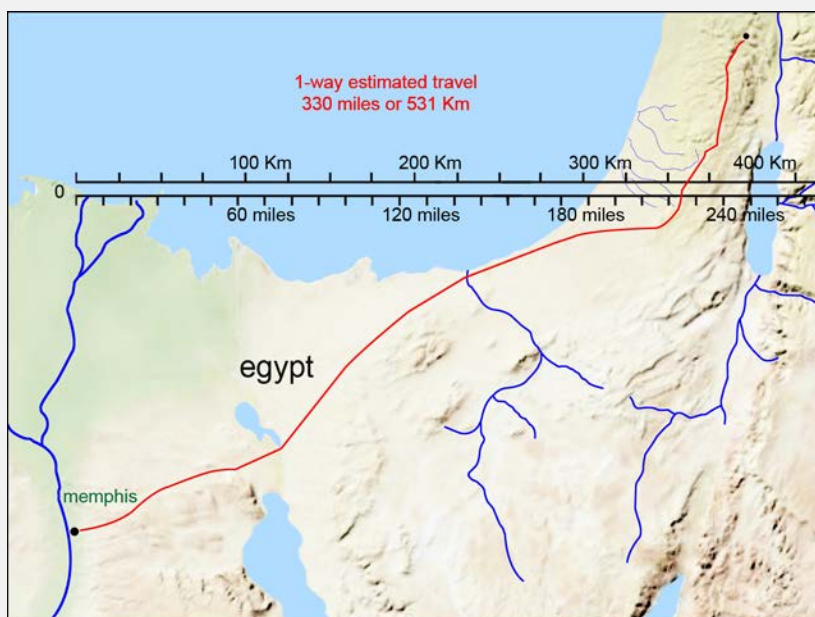 1-way estimated travel
330 miles or 531 Km
100 Km
200 Km
300 Km
400 Km
0
60 miles
120 miles
180 miles
240 miles
egypt
memphis